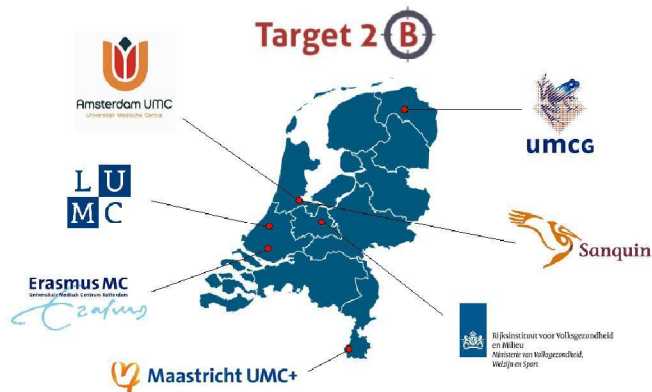 Target 2 B
Amsterdam UMC
Universitair Medische Centra
umcg
L U
M C
Sanquin
Erasmus MC
Universitair Medisch Centrum Rotterdam
Erasmus
Rijksinstituut voor Volksgezondheid
en Milieu
Ministerie van Volksgezondheid,
Welzijn en Sport
Maastricht UMC+